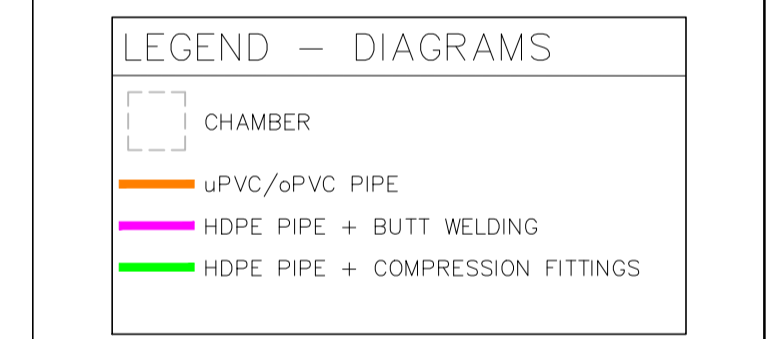 LEGEND – DIAGRAMS
CHAMBER
uPVC/oPVC PIPE
HDPE PIPE + BUTT WELDING
HDPE PIPE + COMPRESSION FITTINGS